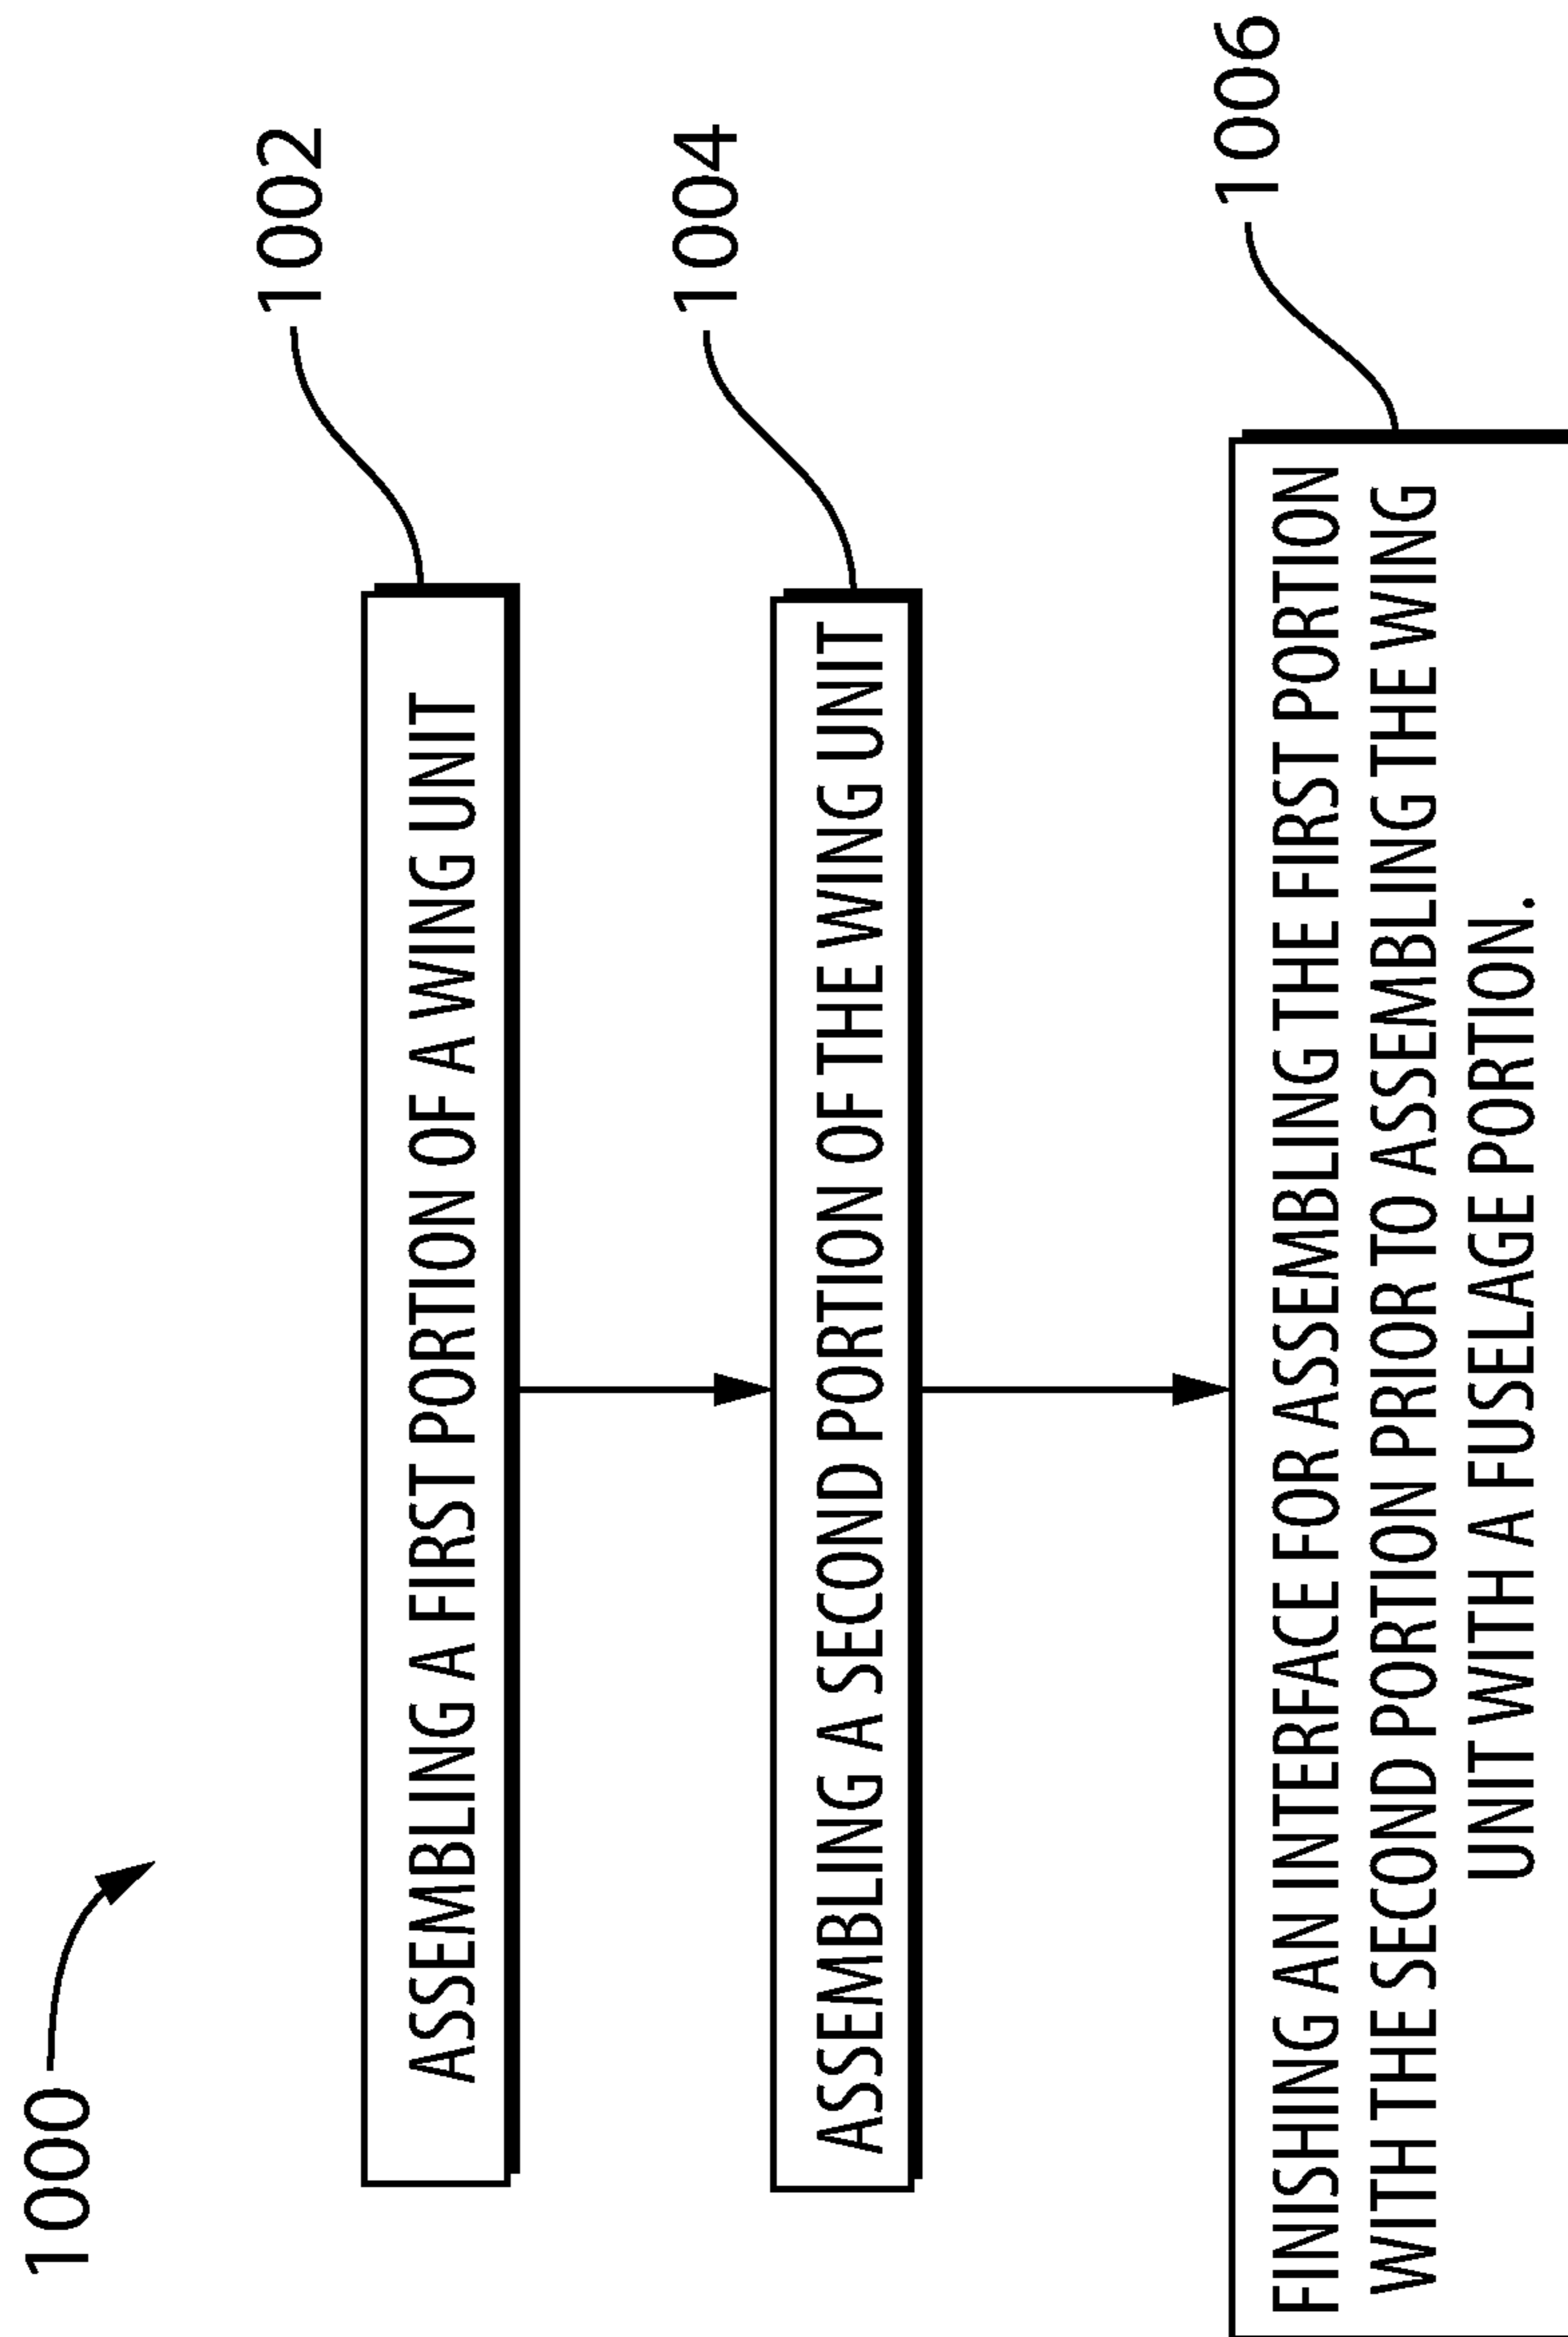 1000
1002
ASSEMBLING A FIRST PORTION OF A WING UNIT
1004
ASSEMBLING A SECOND PORTION OF THE WING UNIT
1006
FINISHING AN INTERFACE FOR ASSEMBLING THE FIRST PORTION
WITH THE SECOND PORTION PRIOR TO ASSEMBLING THE WING
UNIT WITH A FUSELAGE PORTION.